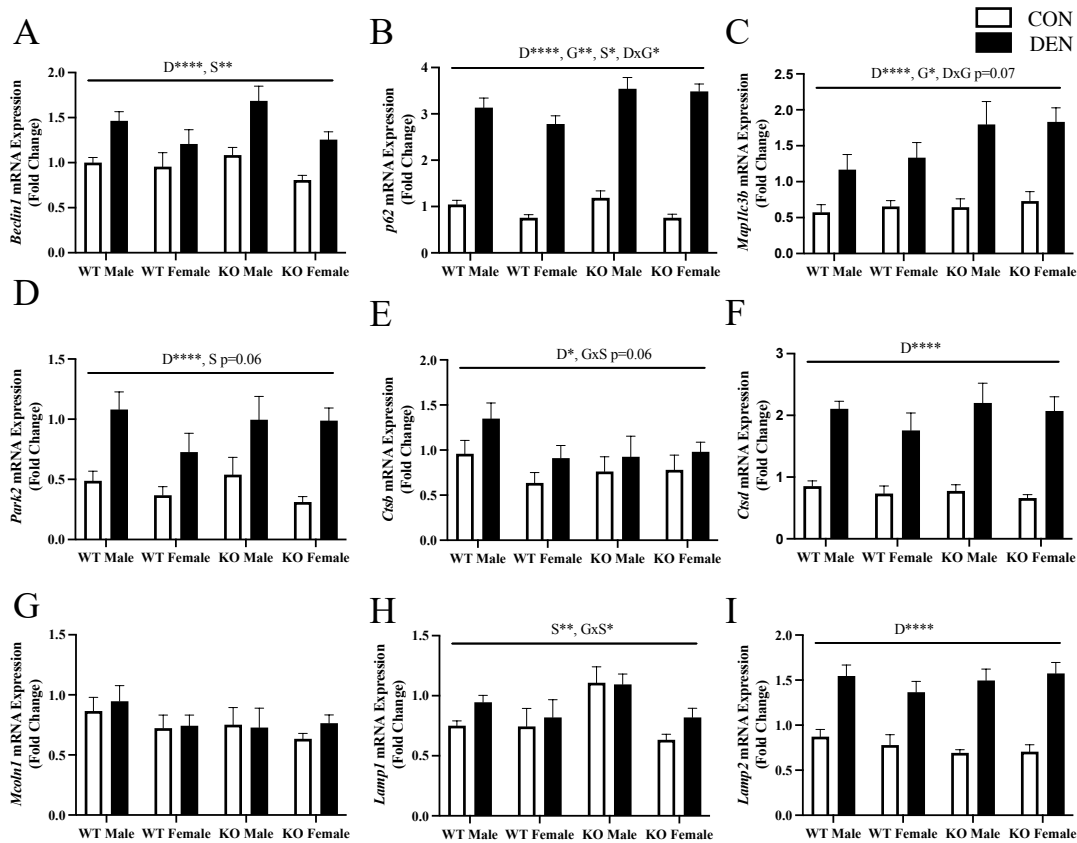 CON
DEN
A
D****, S**
Beclin1 mRNA Expression
(Fold Change)
2.0
1.5
1.0
0.5
0.0
WT Male WT Female KO Male KO Female
B
D****, G**, S*, DxG*
p62 mRNA Expression
(Fold Change)
4
3
2
1
0
WT Male WT Female KO Male KO Female
C
D****, G*, DxG p=0.07
Map1lc3b mRNA Expression
(Fold Change)
2.5
2.0
1.5
1.0
0.5
0.0
WT Male WT Female KO Male KO Female
D
D****, S p=0.06
Park2 mRNA Expression
(Fold Change)
1.5
1.0
0.5
0.0
WT Male WT Female KO Male KO Female
E
D*, GxS p=0.06
Ctsb mRNA Expression
(Fold Change)
2.0
1.5
1.0
0.5
0.0
WT Male WT Female KO Male KO Female
F
D****
Ctsd mRNA Expression
(Fold Change)
3
2
1
0
WT Male WT Female KO Male KO Female
G
Mcoln1 mRNA Expression
(Fold Change)
1.5
1.0
0.5
0.0
WT Male WT Female KO Male KO Female
H
S**, GxS*
Lamp1 mRNA Expression
(Fold Change)
1.5
1.0
0.5
0.0
WT Male WT Female KO Male KO Female
I
D****
Lamp2 mRNA Expression
(Fold Change)
2.0
1.5
1.0
0.5
0.0
WT Male WT Female KO Male KO Female